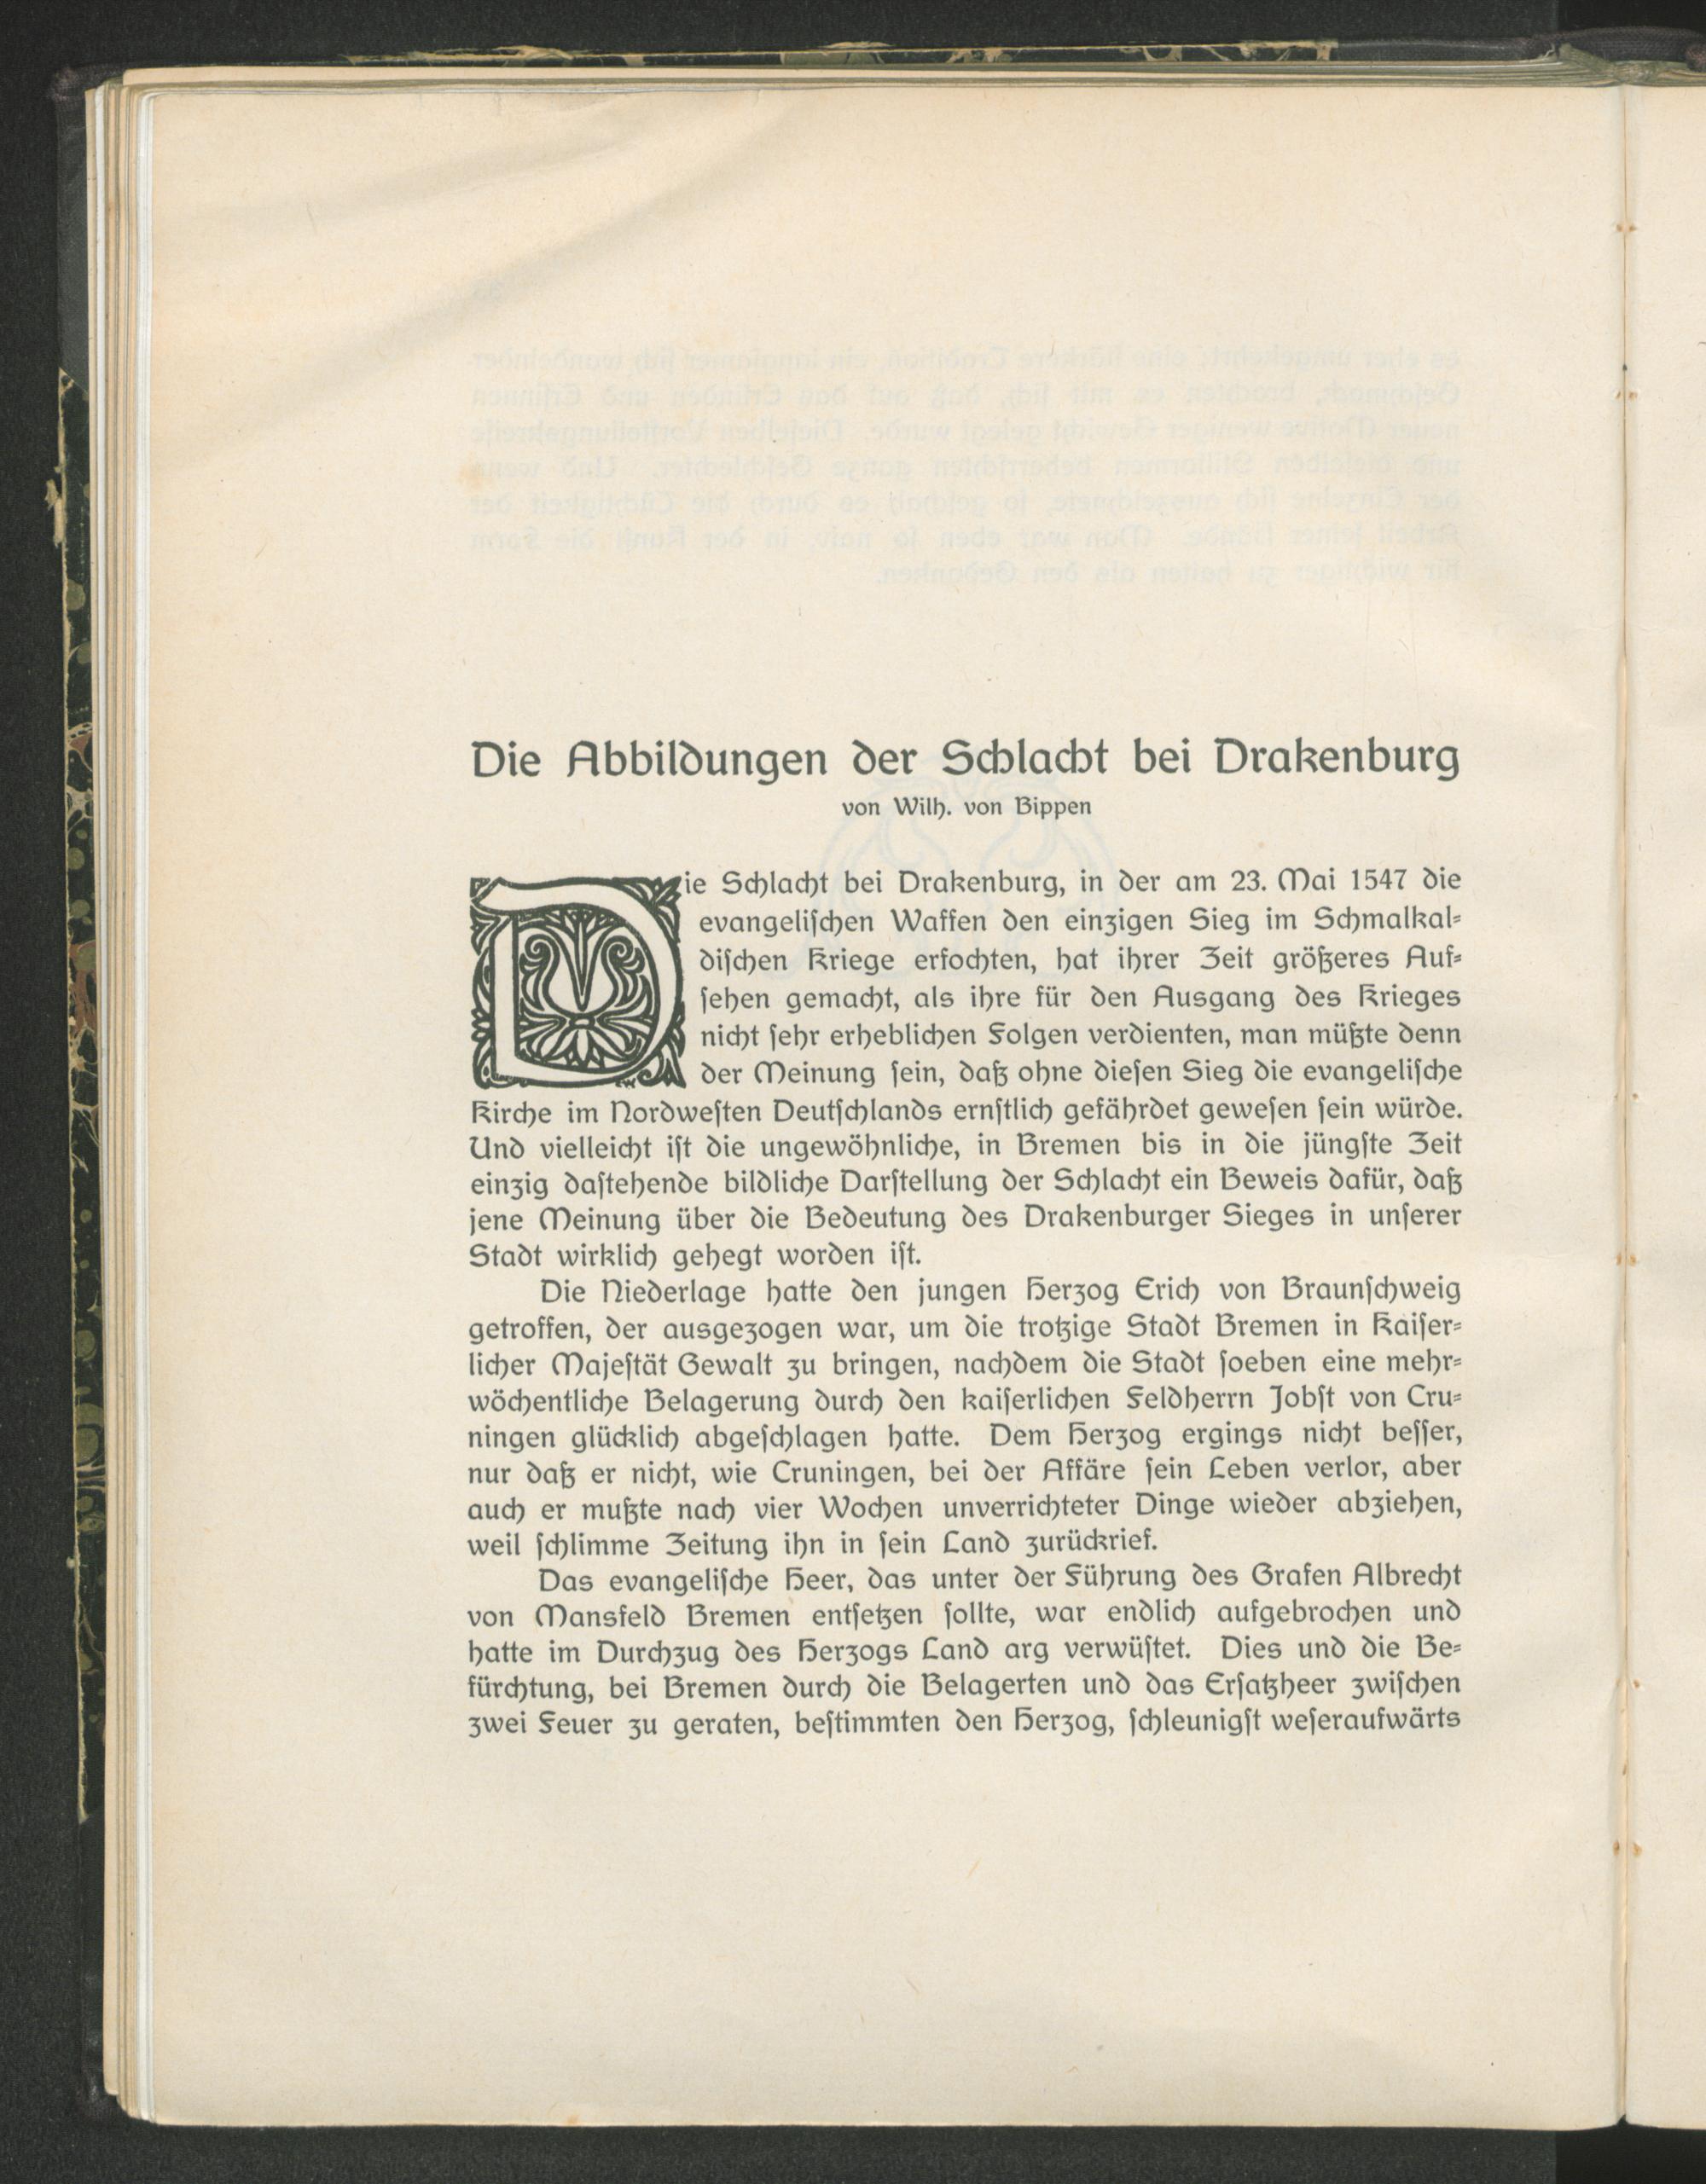 Die Abbildungen der Schlacht bei Drakenburg
von Wilh. von Bippen
Die Schlacht bei Drakenburg, in der am 23. Mai 1547 die
evangeliſchen Waffen den einzigen Sieg im Schmalkal⸗
diſchen Kriege erfochten, hat ihrer Zeit größeres Auf⸗
ſehen gemacht, als ihre für den Ausgang des Krieges
nicht ſehr erheblichen Folgen verdienten, man müßte denn
der Meinung ſein, daß ohne dieſen Sieg die evangeliſche
Kirche im Nordweſten Deutſchlands ernſtlich gefährdet geweſen ſein würde.
Und vielleicht iſt die ungewöhnliche, in Bremen bis in die jüngſte Zeit
einzig daſtehende bildliche Darſtellung der Schlacht ein Beweis dafür, daß
jene Meinung über die Bedeutung des Drakenburger Sieges in unſerer
Stadt wirklich gehegt worden iſt.
Die Niederlage hatte den jungen Herzog Erich von Braunſchweig
getroffen, der ausgezogen war, um die trotzige Stadt Bremen in Kaiſer⸗
licher Majeſtät Gewalt zu bringen, nachdem die Stadt ſoeben eine mehr⸗
wöchentliche Belagerung durch den kaiſerlichen Feldherrn Jobſt von Cru⸗
ningen glücklich abgeſchlagen hatte. Dem Herzog ergings nicht beſſer,
nur daß er nicht, wie Cruningen, bei der Affäre ſein Leben verlor, aber
auch er mußte nach vier Wochen unverrichteter Dinge wieder abziehen,
weil ſchlimme Zeitung ihn in ſein Land zurückrief.
Das evangeliſche Heer, das unter der Führung des Grafen Albrecht
von Mansfeld Bremen entſetzen ſollte, war endlich aufgebrochen und
hatte im Durchzug des Herzogs Land arg verwüſtet. Dies und die Be⸗
fürchtung, bei Bremen durch die Belagerten und das Erſatzheer zwiſchen
zwei Feuer zu geraten, beſtimmten den Herzog, ſchleunigſt weſeraufwärts